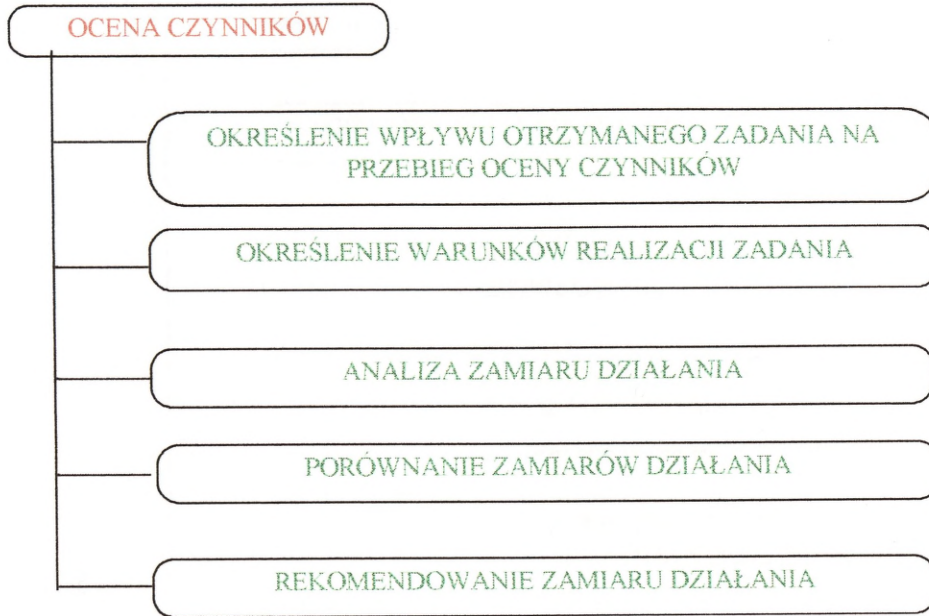 OCENA CZYNNIKÓW
OKREŚLENIE WPŁYWU OTRZYMANEGO ZADANIA NA
PRZEBIEG OCENY CZYNNIKÓW
OKREŚLENIE WARUNKÓW REALIZACJI ZADANIA
ANALIZA ZAMIARU DZIAŁANIA
PORÓWNANIE ZAMIARÓW DZIAŁANIA
REKOMENDOWANIE ZAMIARU DZIAŁANIA